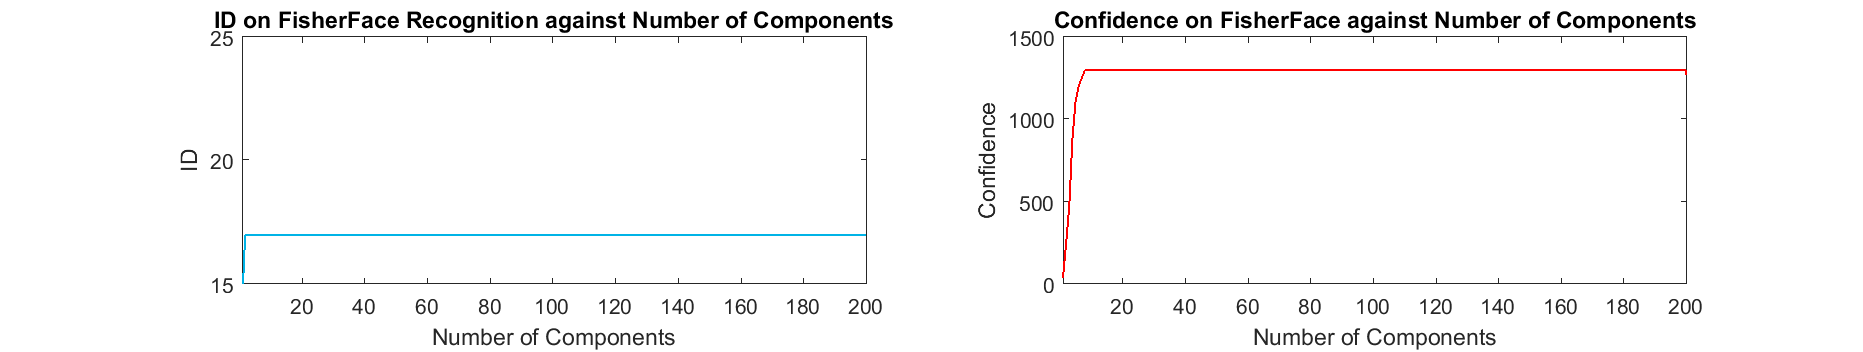 ID on FisherFace Recognition against Number of Components
25
20
15
ID
20 40 60 80 100 120 140 160 180 200
Number of Components
Confidence on FisherFace against Number of Components
1500
1000
500
0
Confidence
20 40 60 80 100 120 140 160 180 200
Number of Components